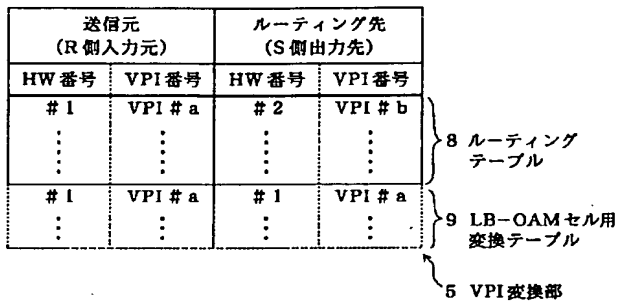 送信元 ルーティング先
(R側入力元) (S側出力先)
HW番号 VPI番号 HW番号 VPI番号
#1 VPI#a #2 VPI#b
8 ルーティング
テーブル
#1 VPI#a #1 VPI#a
9 LB-OAMセル用
変換テーブル
5 VPI変換部